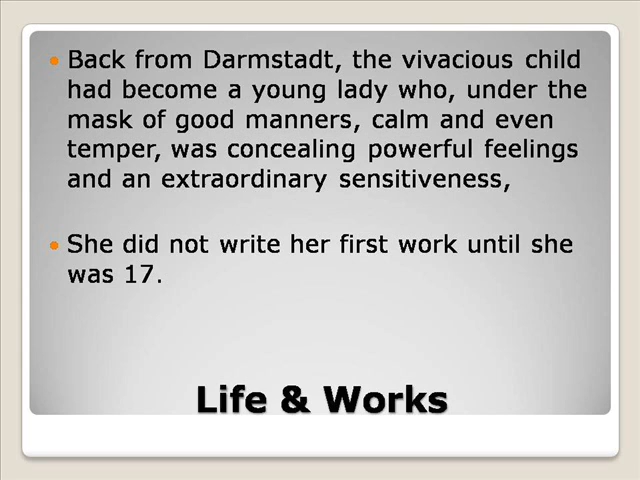 Back from Darmstadt, the vivacious child
had become a young lady who, under the
mask of good manners, calm and even
temper, was concealing powerful feelings
and an extraordinary sensitiveness,
She did not write her first work until she
was 17.
Life & Works